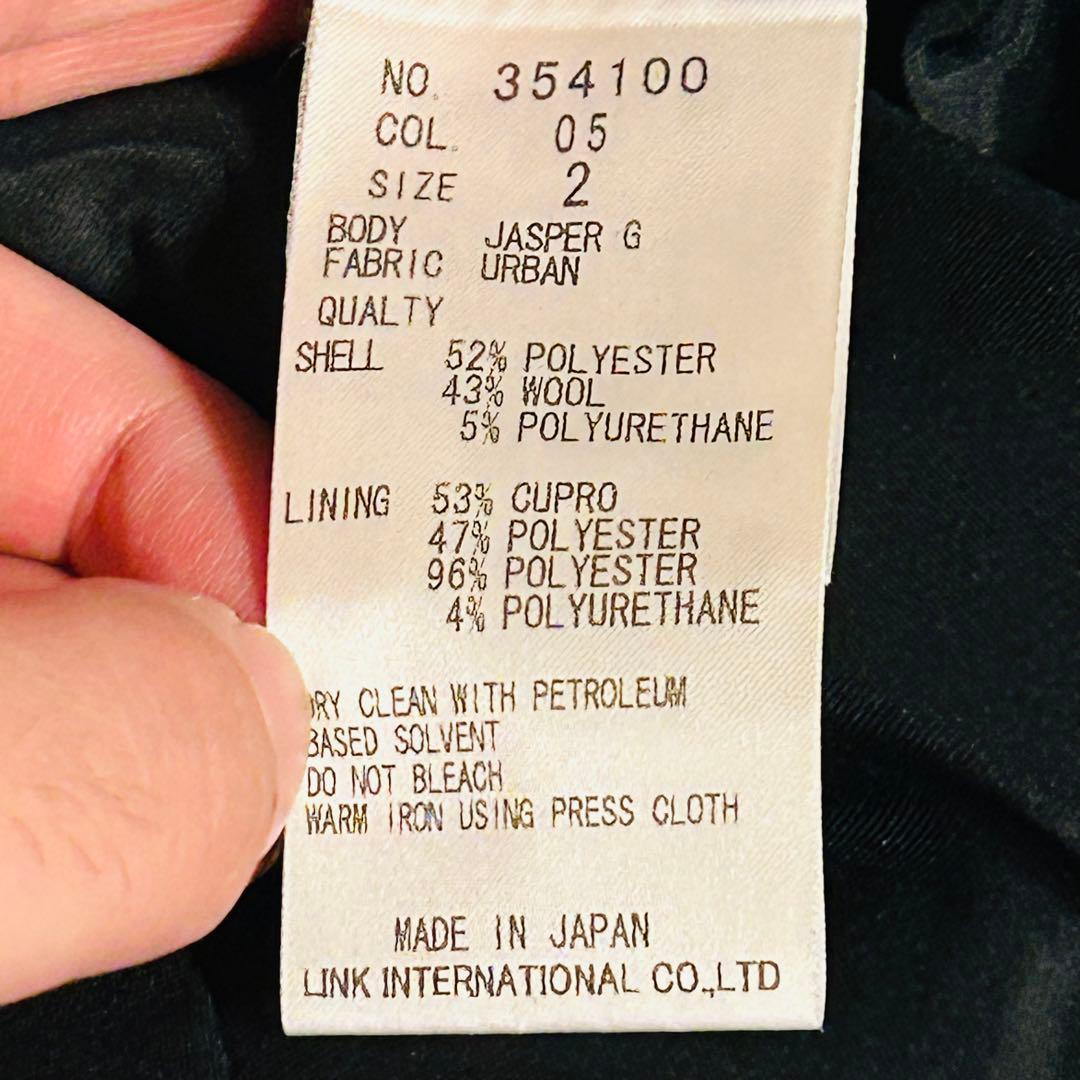 NO. 354100
COL. 05
SIZE 2
BODY JASPER G
FABRIC URBAN
QUALTY
SHELL 52% POLYESTER
43% WOOL
5% POLYURETHANE
LINING 53% CUPRO
47% POLYESTER
96% POLYESTER
4% POLYURETHANE
DRY CLEAN WITH PETROLEUM
BASED SOLVENT
DO NOT BLEACH
WARM IRON USING PRESS CLOTH
MADE IN JAPAN
LINK INTERNATIONAL CO.,LTD